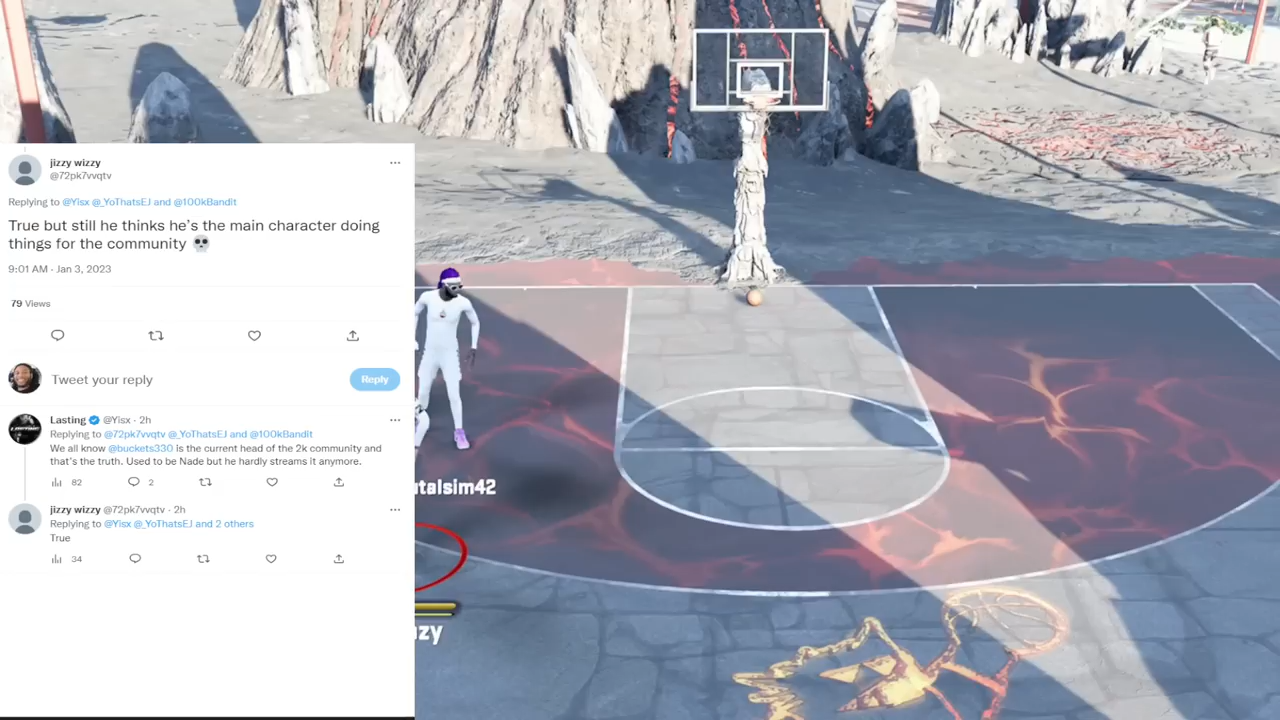 jizzy wizzy
@72pk7vvqtv
Replying to @Yisx @_YoThatsEJ and @100kBandit
True but still he thinks he's the main character doing
things for the community 💀
9:01 AM · Jan 3, 2023
79 Views
Tweet your reply
Reply
Lasting @Yisx · 2h
Replying to @72pk7vvqtv @_YoThatsEJ and @100kBandit
We all know @buckets330 is the current head of the 2k community and
that's the truth. Used to be Nade but he hardly streams it anymore.
82 2
jizzy wizzy @72pk7vvqtv · 2h
Replying to @Yisx @_YoThatsEJ and 2 others
True
34
talsim42
zy